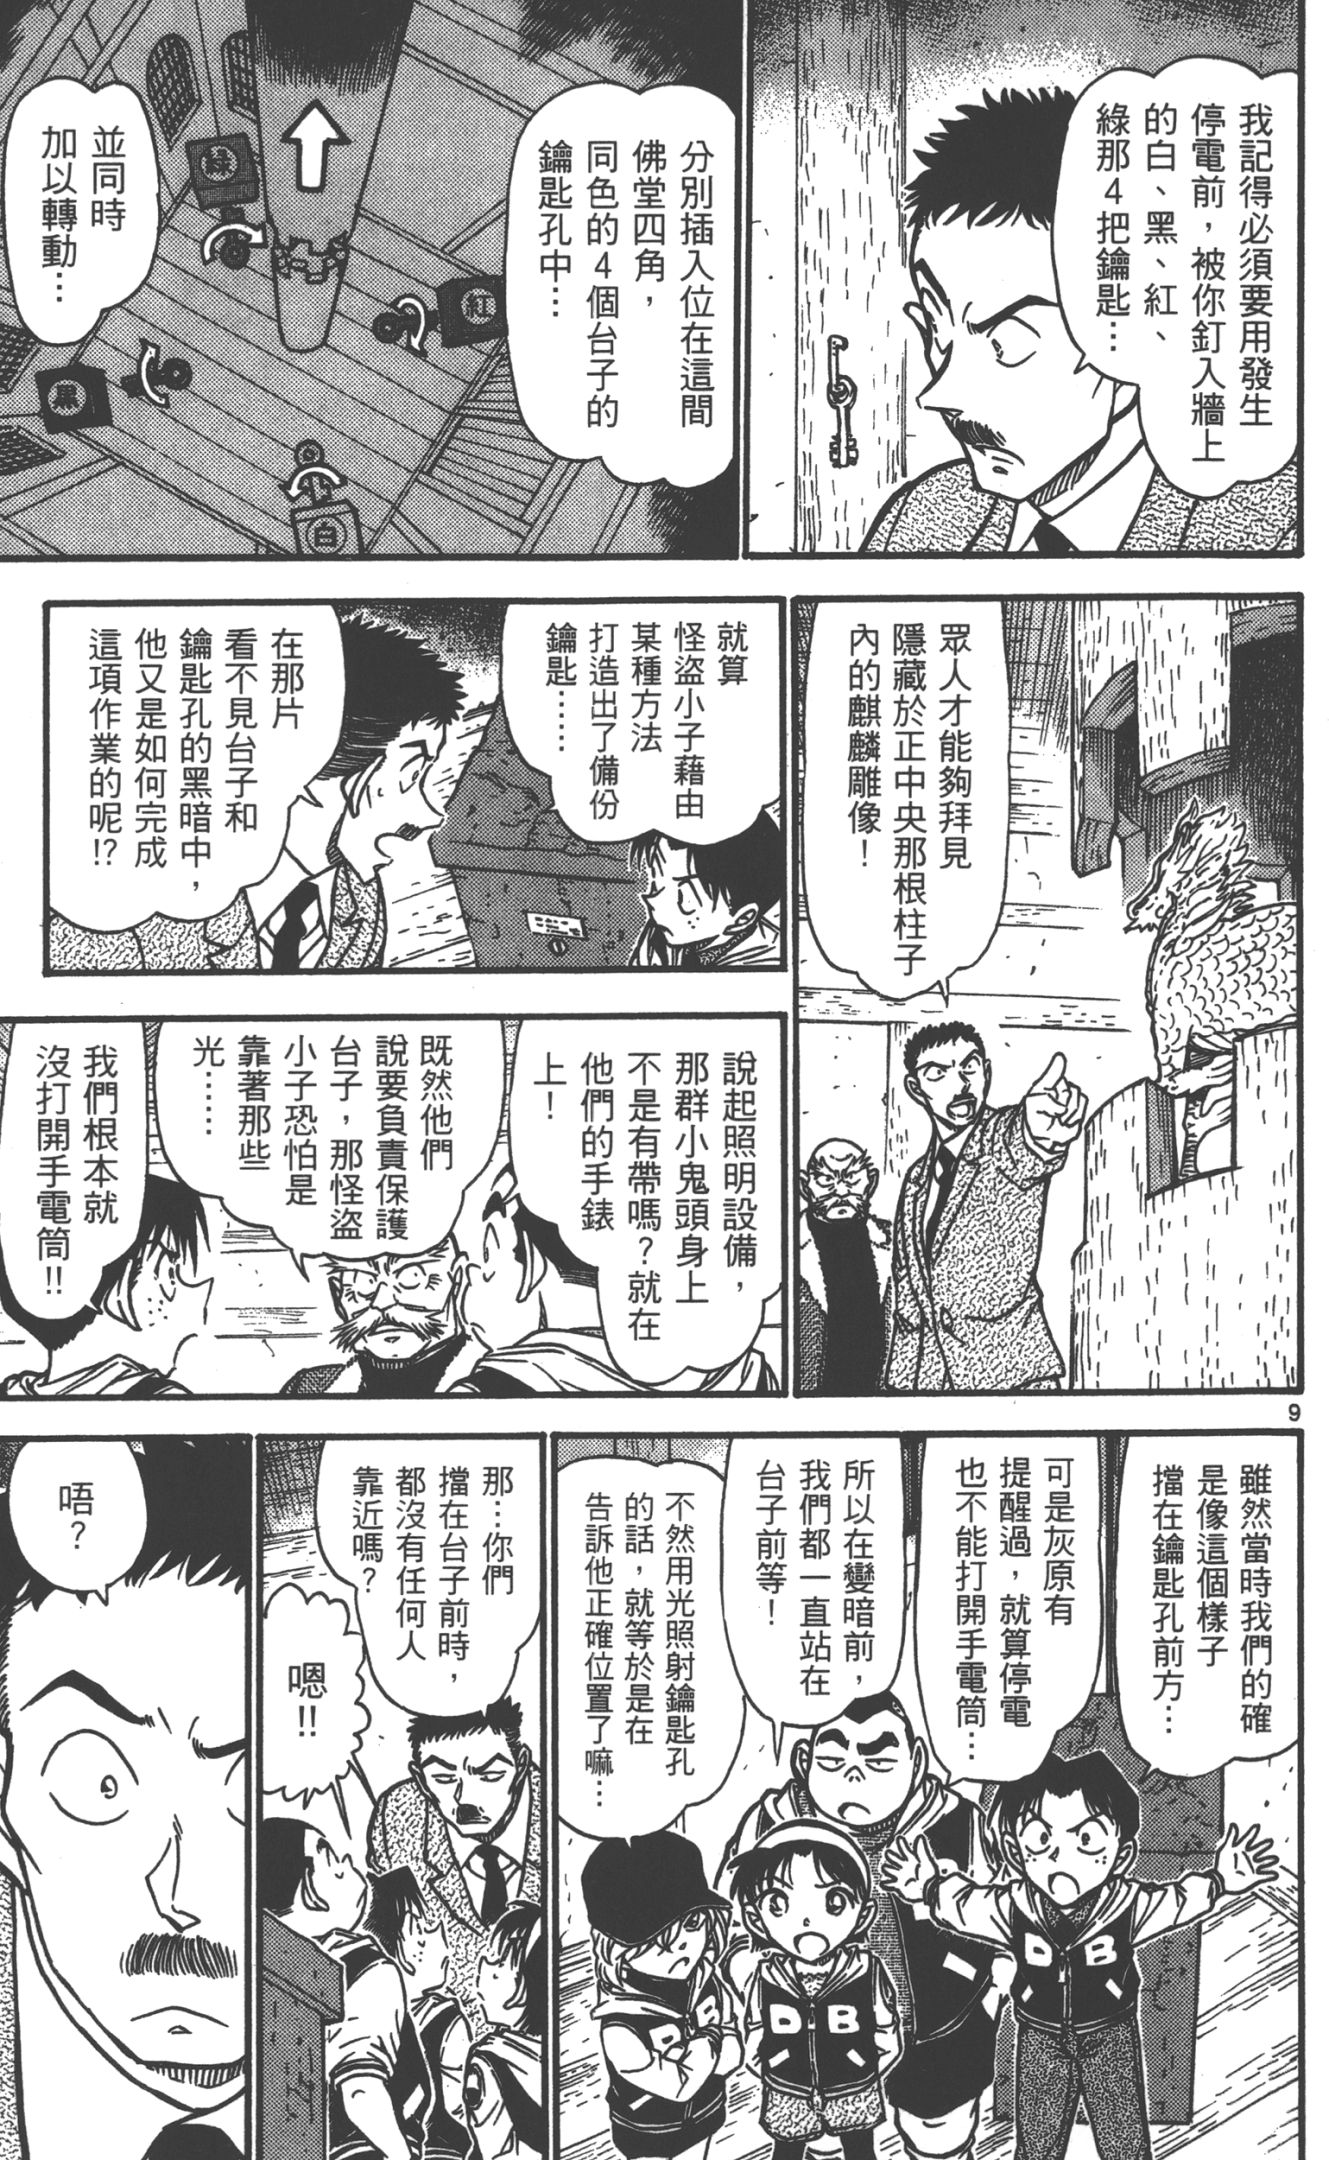 我記得必須要用發生
停電前，被你釘入牆上
的白、黑、紅、
綠那4把鑰匙…
分別插入位在這間
佛堂四角，
同色的4個台子的
鑰匙孔中…
並同時
加以轉動…
綠
紅
黑
白
眾人才能夠拜見
隱藏於正中央那根柱子
內的麒麟雕像！
就算
怪盜小子藉由
某種方法
打造出了備份
鑰匙……
在那片
看不見台子和
鑰匙孔的黑暗中，
他又是如何完成
這項作業的呢!?
說起照明設備，
那群小鬼頭身上
不是有帶嗎？就在
他們的手錶
上！
既然他們
說要負責保護
台子，那怪盜
小子恐怕是
靠著那些
光……
我們根本就
沒打開手電筒!!
9
雖然當時我們的確
是像這個樣子
擋在鑰匙孔前方…
可是灰原有
提醒過，就算停電
也不能打開手電筒…
所以在變暗前，
我們都一直站在
台子前等！
不然用光照射鑰匙孔
的話，就等於是在
告訴他正確位置了嘛…
D B
D B
D B
那…你們
擋在台子前時，
都沒有任何人
靠近嗎？
嗯!!
唔？